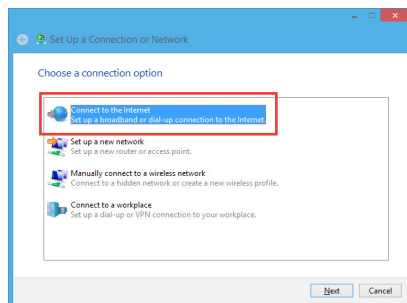 Set Up a Connection or Network
Choose a connection option
Connect to the Internet
Set up a broadband or dial-up connection to the Internet.
Set up a new network
Set up a new router or access point.
Manually connect to a wireless network
Connect to a hidden network or create a new wireless profile.
Connect to a workplace
Set up a dial-up or VPN connection to your workplace.
Next Cancel